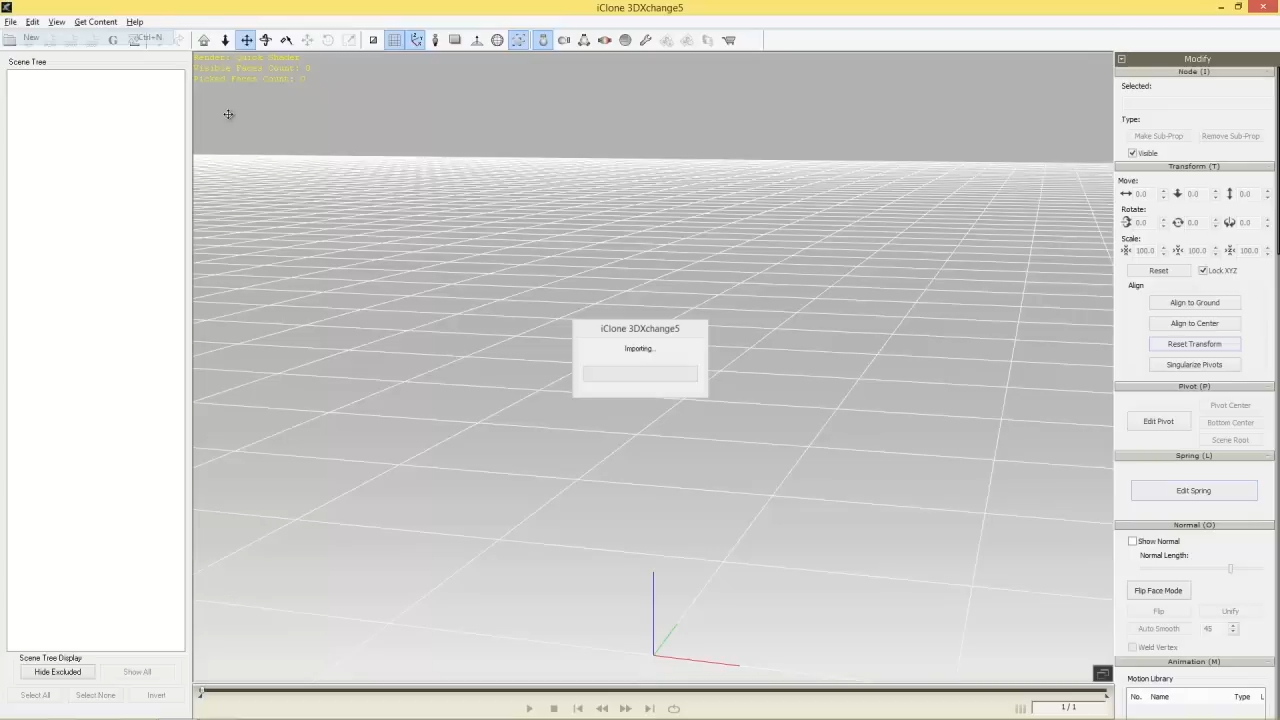 iClone 3DXchange5
File Edit View Get Content Help
New Ctrl+N
Scene Tree
Render: Quick Shader
Visible Faces Count: 0
Picked Faces Count: 0
iClone 3DXchange5
Importing...
Scene Tree Display
Hide Excluded Show All
Select All Select None Invert
1 / 1
Modify
Node (I)
Selected:
Type:
Make Sub-Prop Remove Sub-Prop
Visible
Transform (T)
Move:
0.0 0.0 0.0
Rotate:
0.0 0.0 0.0
Scale:
100.0 100.0 100.0
Reset Lock XYZ
Align
Align to Ground
Align to Center
Reset Transform
Singularize Pivots
Pivot (P)
Pivot Center
Edit Pivot Bottom Center
Scene Root
Spring (L)
Edit Spring
Normal (O)
Show Normal
Normal Length:
Flip Face Mode
Flip Unify
Auto Smooth 45
Weld Vertex
Animation (M)
Motion Library
No. Name Type L